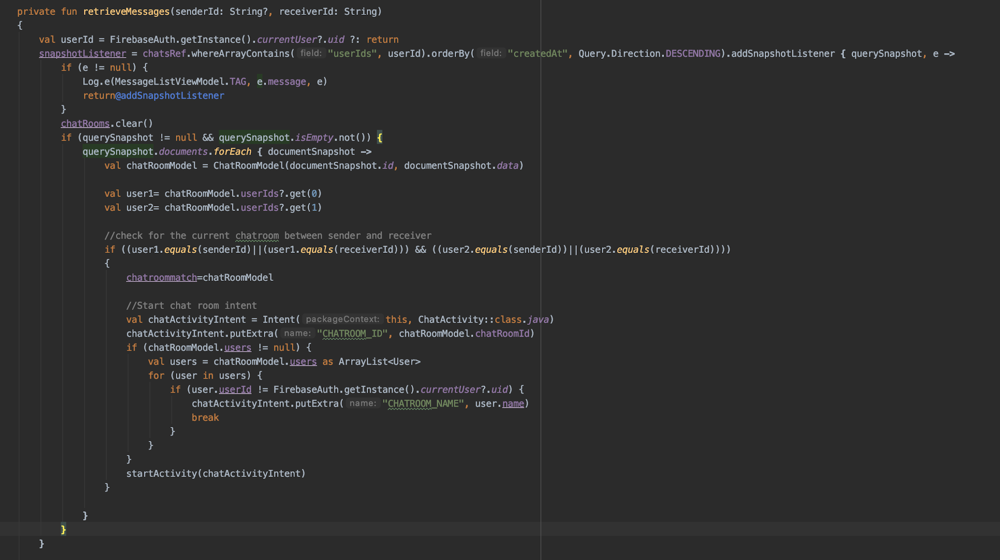 private fun retrieveMessages(senderId: String?, receiverId: String)
{
val userId = FirebaseAuth.getInstance().currentUser?.uid ?: return
snapshotListener = chatsRef.whereArrayContains( field: "userIds", userId).orderBy( field: "createdAt", Query.Direction.DESCENDING).addSnapshotListener { querySnapshot, e ->
if (e != null) {
Log.e(MessageListViewModel.TAG, e.message, e)
return@addSnapshotListener
}
chatRooms.clear()
if (querySnapshot != null && querySnapshot.isEmpty.not()) {
querySnapshot.documents.forEach { documentSnapshot ->
val chatRoomModel = ChatRoomModel(documentSnapshot.id, documentSnapshot.data)
val user1= chatRoomModel.userIds?.get(0)
val user2= chatRoomModel.userIds?.get(1)
//check for the current chatroom between sender and receiver
if ((user1.equals(senderId)||(user1.equals(receiverId))) && ((user2.equals(senderId))||(user2.equals(receiverId))))
{
chatroommatch=chatRoomModel
//Start chat room intent
val chatActivityIntent = Intent( packageContext: this, ChatActivity::class.java)
chatActivityIntent.putExtra( name: "CHATROOM_ID", chatRoomModel.chatRoomId)
if (chatRoomModel.users != null) {
val users = chatRoomModel.users as ArrayList<User>
for (user in users) {
if (user.userId != FirebaseAuth.getInstance().currentUser?.uid) {
chatActivityIntent.putExtra( name: "CHATROOM_NAME", user.name)
break
}
}
}
startActivity(chatActivityIntent)
}
}
}
}